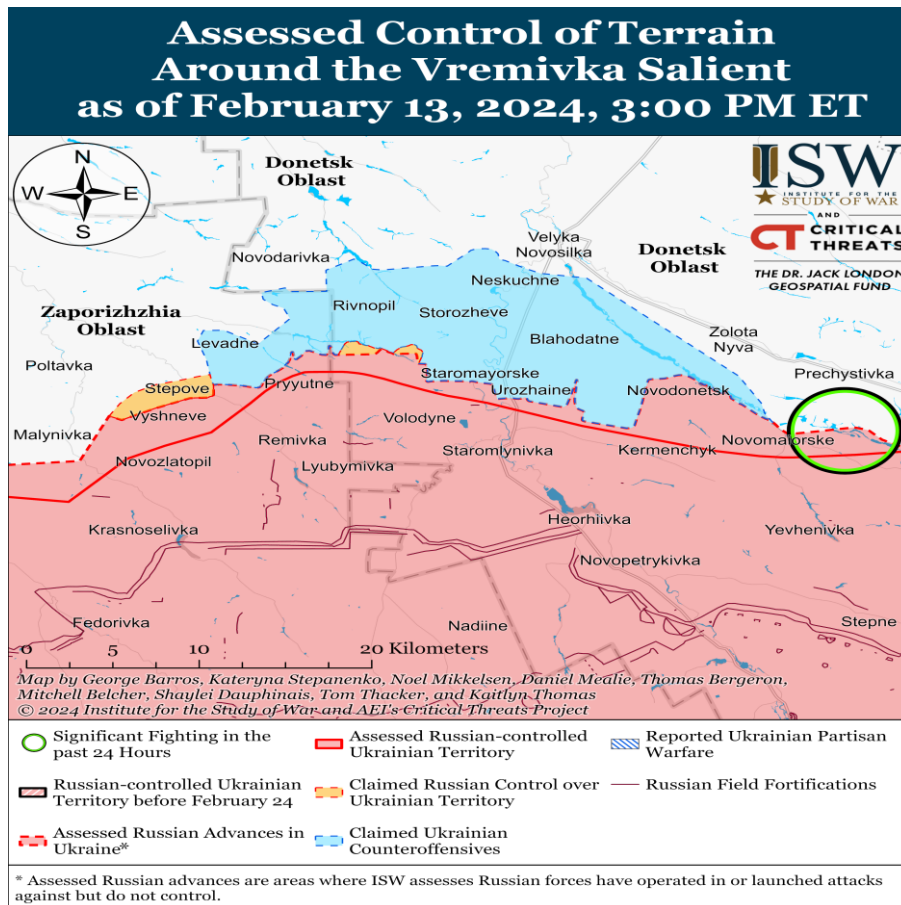 Assessed Control of Terrain
Around the Vremivka Salient
as of February 13, 2024, 3:00 PM ET
N
W E
S
Donetsk
Oblast
ISW
INSTITUTE FOR THE
STUDY OF WAR
AND
CT CRITICAL
THREATS
THE DR. JACK LONDON
GEOSPATIAL FUND
Velyka
Novosilka
Donetsk
Oblast
Novodarivka
Neskuchne
Zaporizhzhia
Oblast
Rivnopil
Storozheve
Levadne
Blahodatne
Zolota
Nyva
Poltavka
Prechystivka
Stepove
Pryyutne
Staromayorske
Urozhaine
Novodonetsk
Vyshneve
Volodyne
Malynivka
Remivka
Novomaiorske
Staromlynivka
Kermenchyk
Novozlatopil
Lyubymivka
Krasnoselivka
Heorhiivka
Yevhenivka
Novopetrykivka
Fedorivka
Nadiine
Stepne
0 5 10 20 Kilometers
Map by George Barros, Kateryna Stepanenko, Noel Mikkelsen, Daniel Mealie, Thomas Bergeron,
Mitchell Belcher, Shaylei Dauphinais, Tom Thacker, and Kaitlyn Thomas
© 2024 Institute for the Study of War and AEI's Critical Threats Project
Significant Fighting in the
past 24 Hours
Assessed Russian-controlled
Ukrainian Territory
Reported Ukrainian Partisan
Warfare
Russian-controlled Ukrainian
Territory before February 24
Claimed Russian Control over
Ukrainian Territory
Russian Field Fortifications
Assessed Russian Advances in
Ukraine*
Claimed Ukrainian
Counteroffensives
* Assessed Russian advances are areas where ISW assesses Russian forces have operated in or launched attacks
against but do not control.